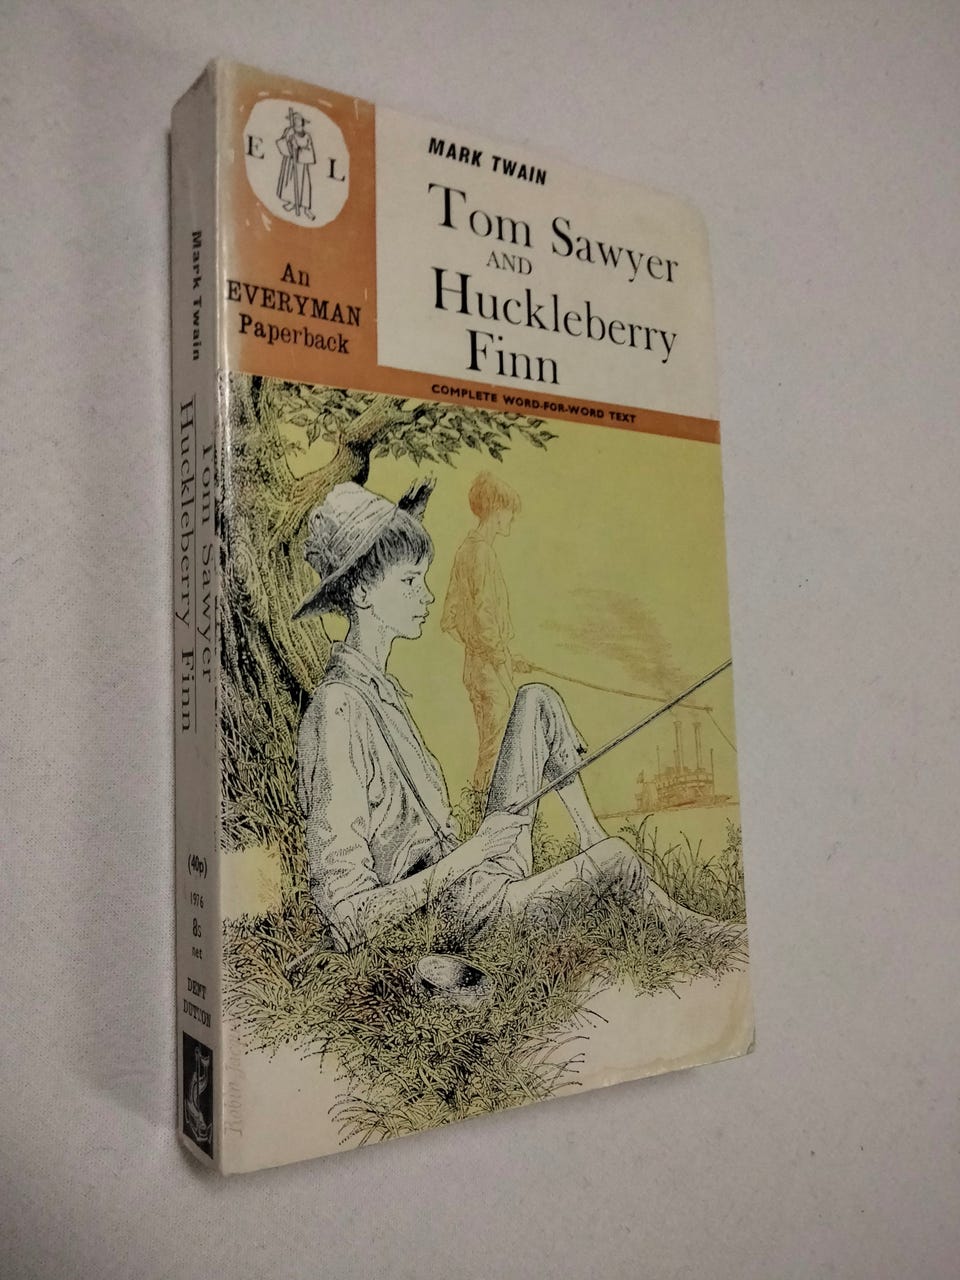 E L
An
EVERYMAN
Paperback
MARK TWAIN
Tom Sawyer
AND
Huckleberry
Finn
COMPLETE WORD-FOR-WORD TEXT
Mark Twain
Tom Sawyer
Huckleberry Finn
(40p)
1976
8s
net
DENT
DUTTON
Robin